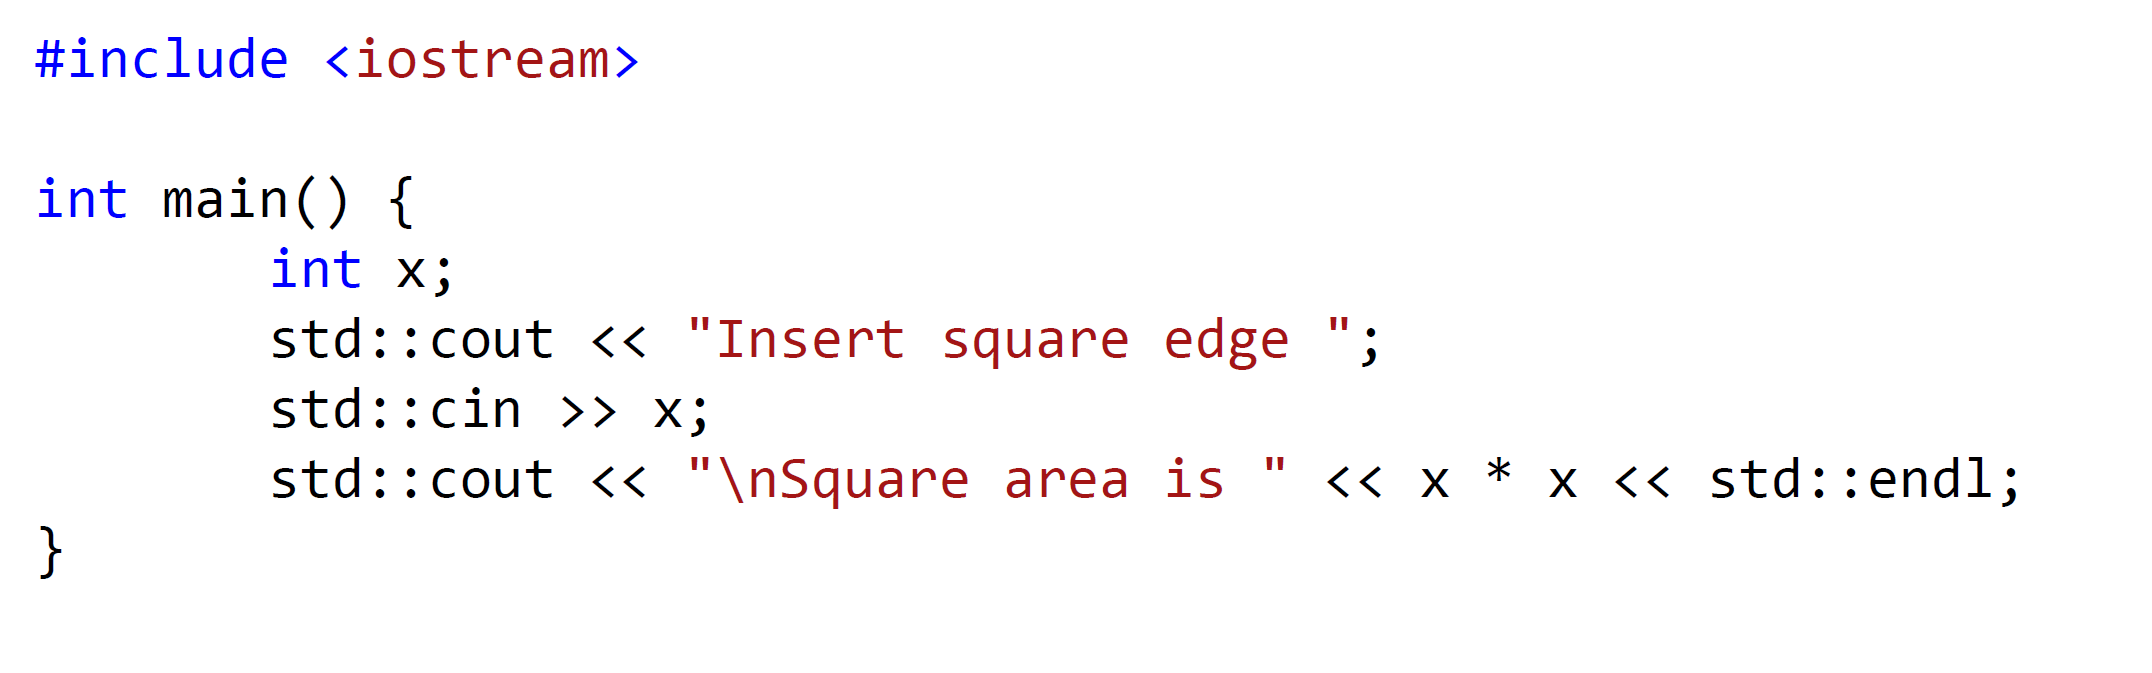 #include <iostream>
int main() {
int x;
std::cout << "Insert square edge ";
std::cin >> x;
std::cout << "\nSquare area is " << x * x << std::endl;
}